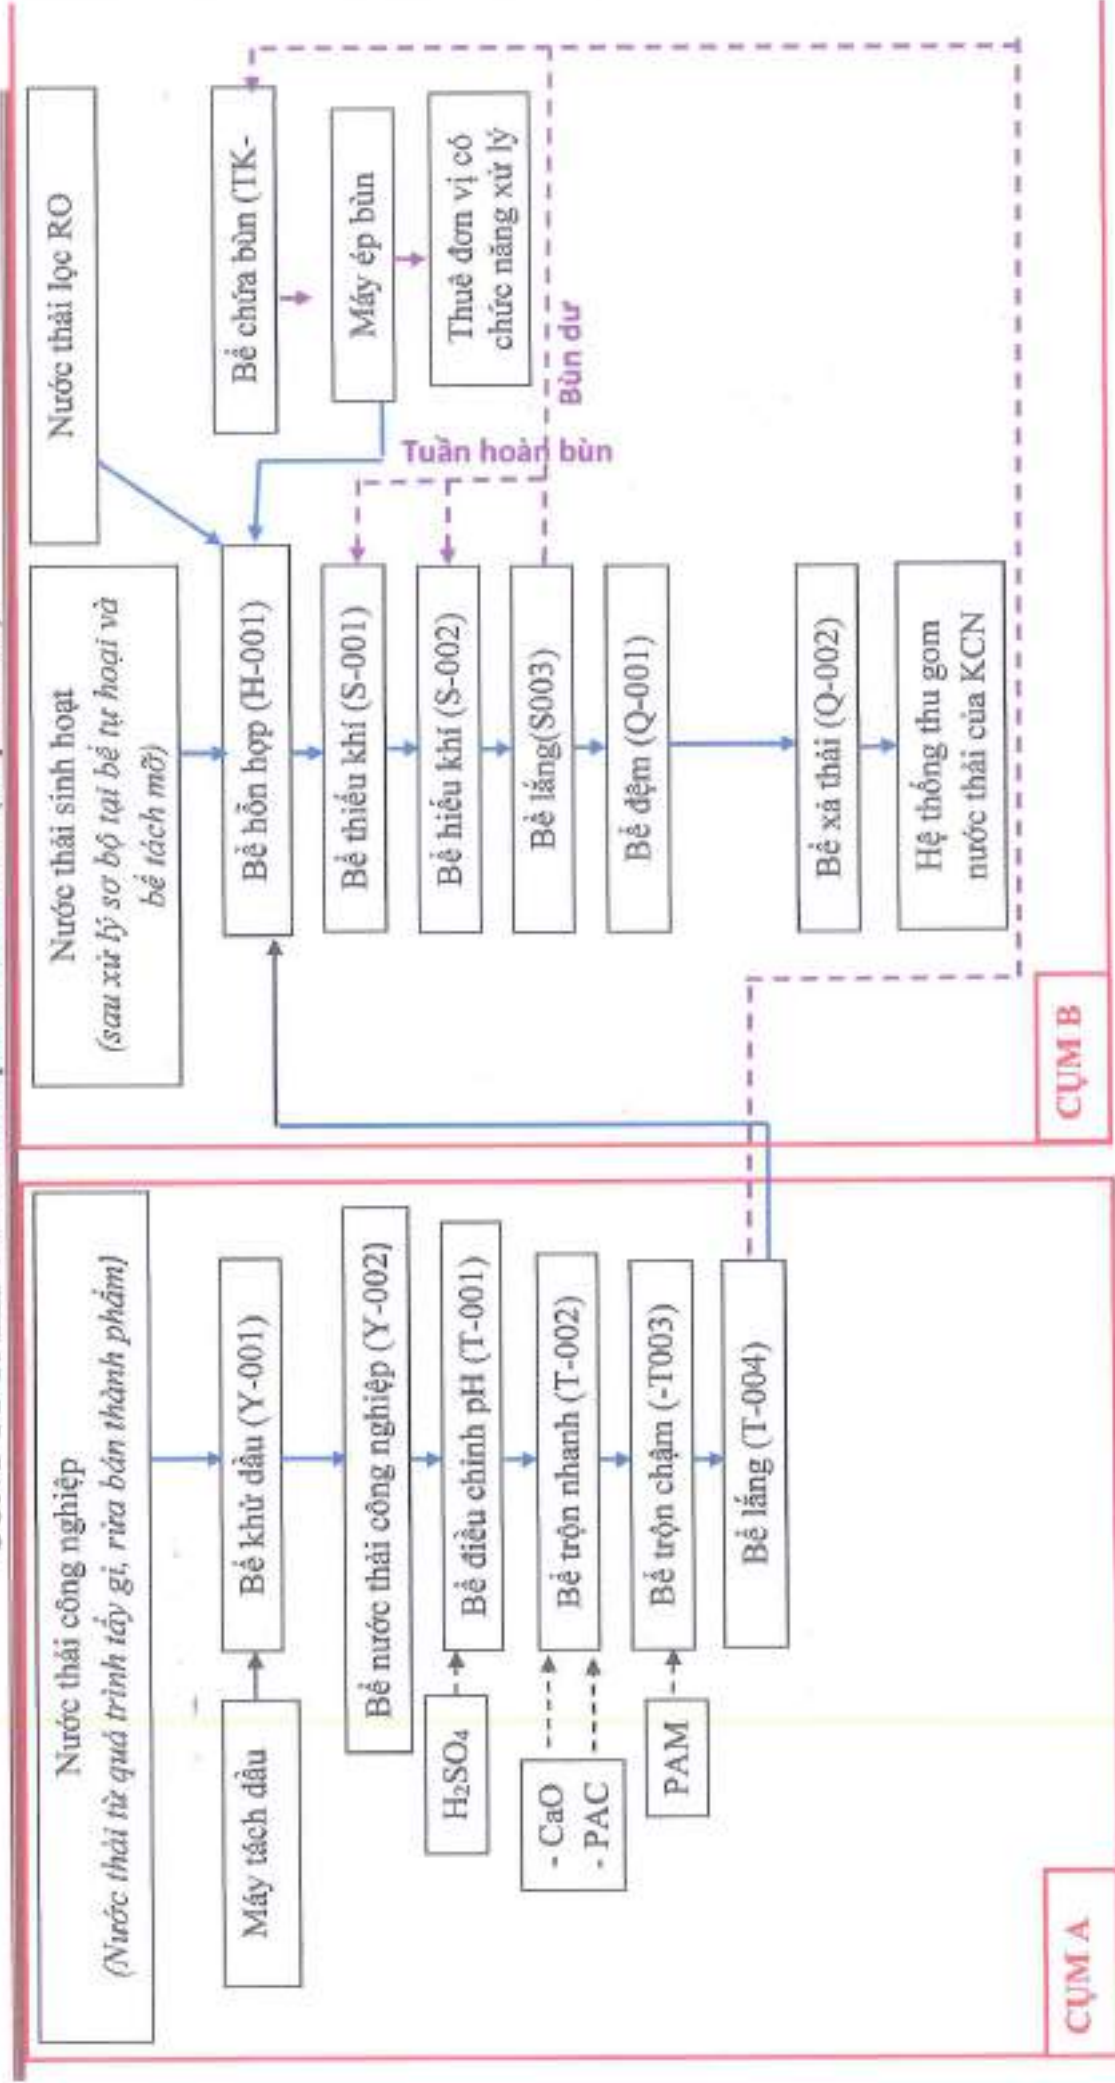 Nước thải công nghiệp
(Nước thải từ quá trình tẩy gỉ, rửa bán thành phẩm)
Máy tách dầu
Bể khử dầu (Y-001)
Bể nước thải công nghiệp (Y-002)
H₂SO₄
Bể điều chỉnh pH (T-001)
- CaO
- PAC
Bể trộn nhanh (T-002)
PAM
Bể trộn chậm (-T003)
Bể lắng (T-004)
CỤM A
Nước thải sinh hoạt
(sau xử lý sơ bộ tại bể tự hoại và
bể tách mỡ)
Nước thải lọc RO
Bể hỗn hợp (H-001)
Bể thiếu khí (S-001)
Bể hiếu khí (S-002)
Bể lắng(S003)
Bể đệm (Q-001)
Bể xả thải (Q-002)
Hệ thống thu gom
nước thải của KCN
Bể chứa bùn (TK-
Máy ép bùn
Thuê đơn vị có
chức năng xử lý
Tuần hoàn bùn
Bùn dư
CỤM B